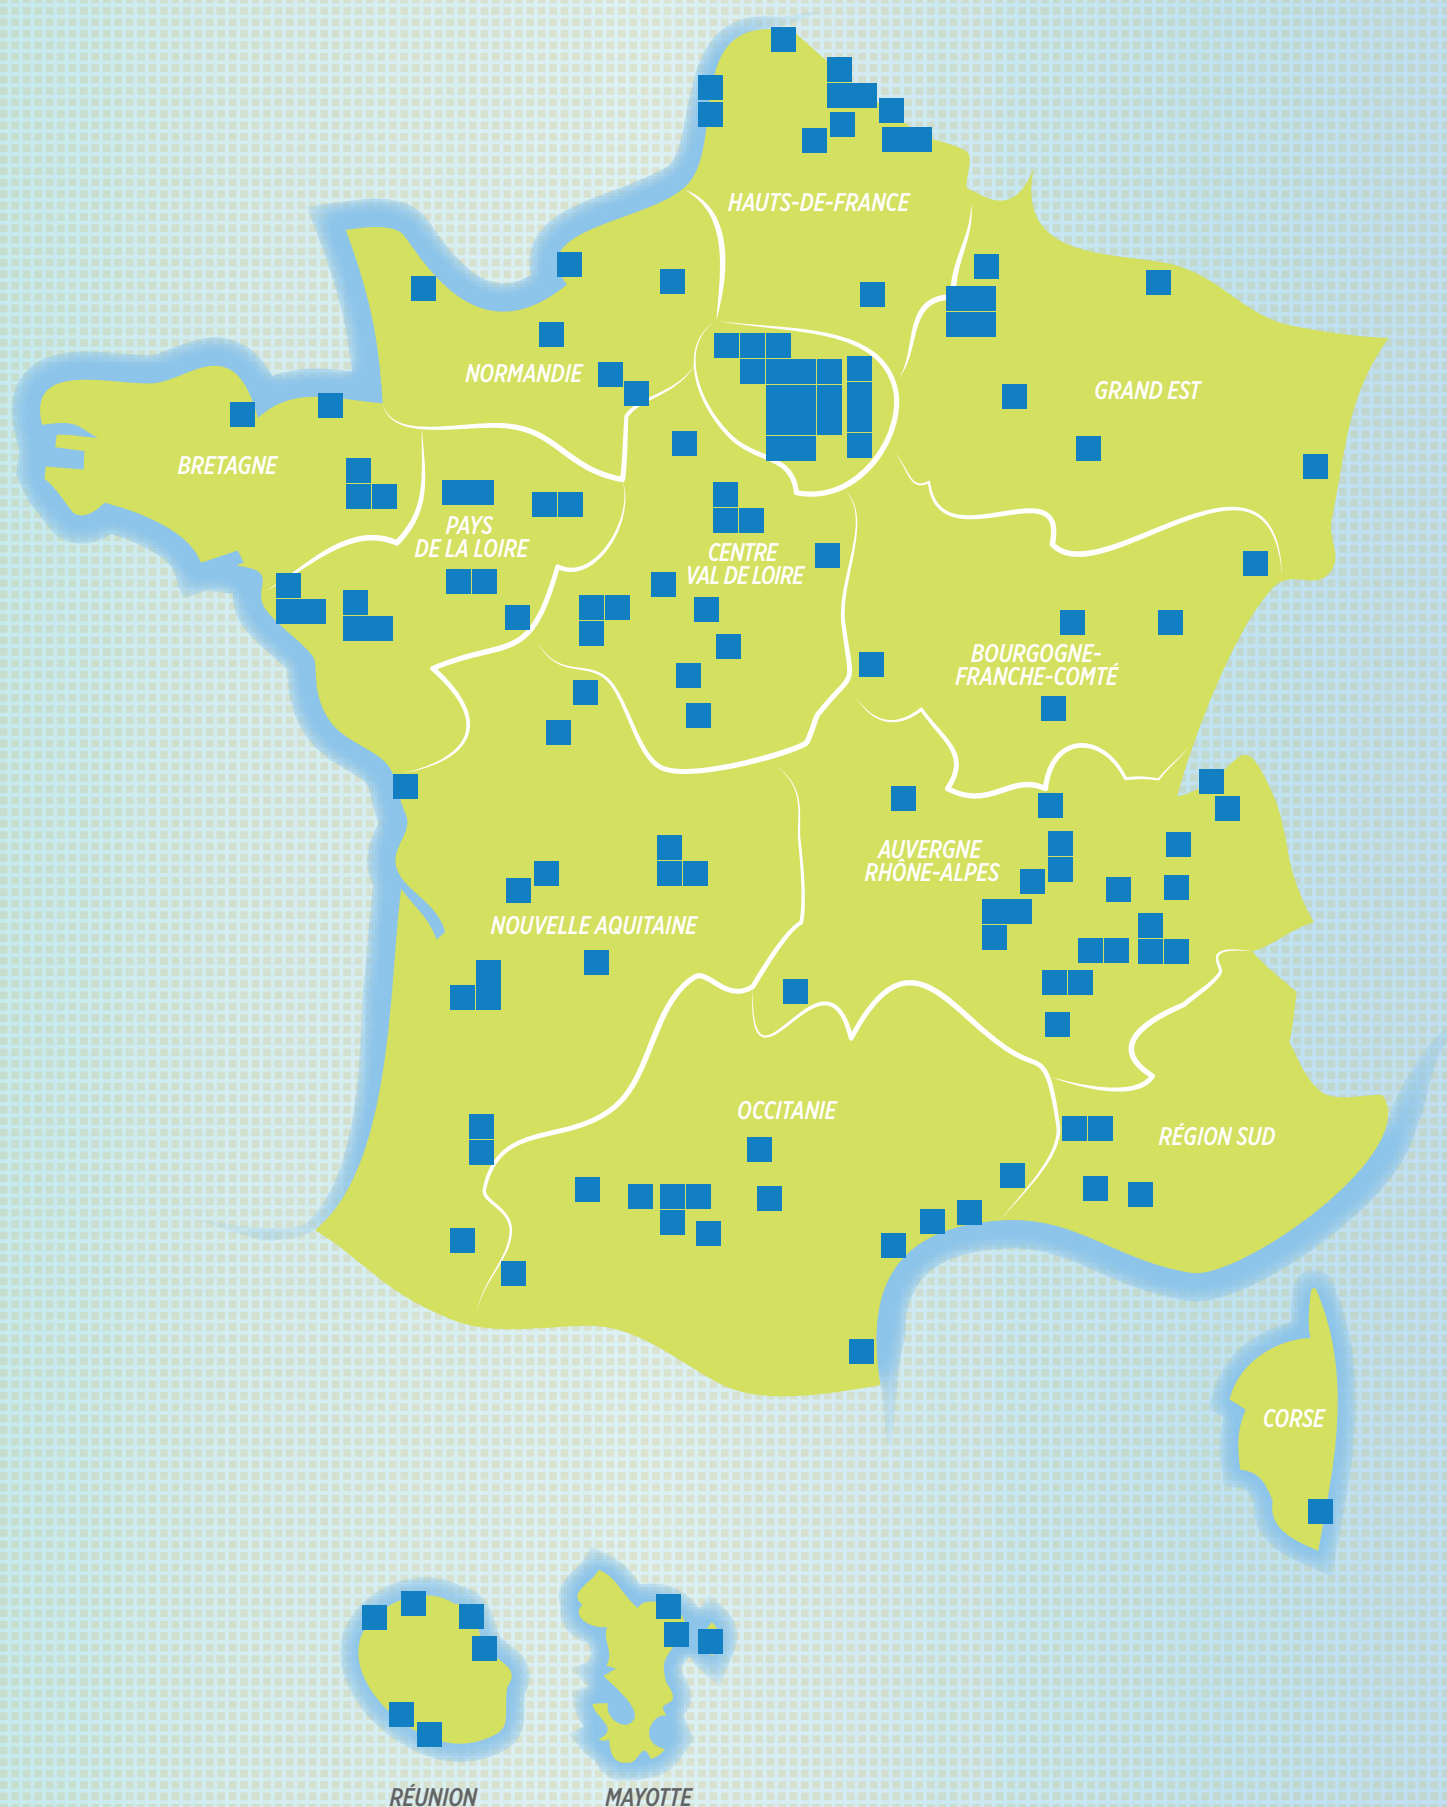 HAUTS-DE-FRANCE
NORMANDIE
GRAND EST
BRETAGNE
PAYS
DE LA LOIRE
CENTRE
VAL DE LOIRE
BOURGOGNE-
FRANCHE-COMTÉ
AUVERGNE
RHÔNE-ALPES
NOUVELLE AQUITAINE
OCCITANIE
RÉGION SUD
CORSE
RÉUNION
MAYOTTE